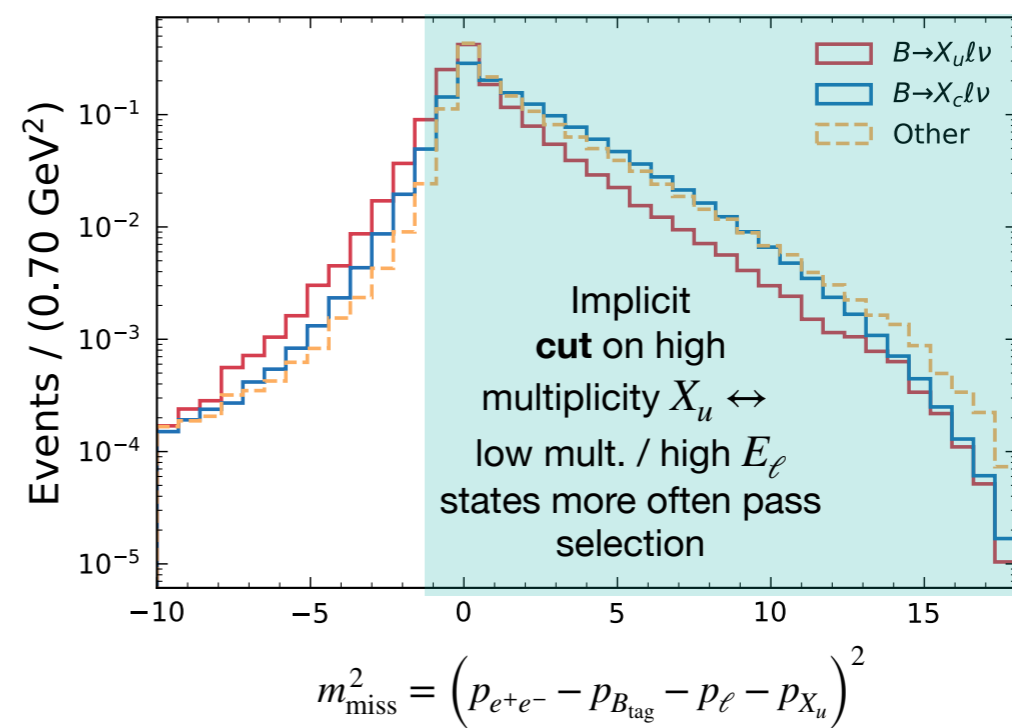 B→X_uℓν
B→X_cℓν
Other
Events / (0.70 GeV²)
10⁻¹
10⁻²
10⁻³
10⁻⁴
10⁻⁵
Implicit
cut on high
multiplicity X_u ↔
low mult. / high E_ℓ
states more often pass
selection
−10 −5 0 5 10 15
m²_miss = (p_{e⁺e⁻} − p_{B_tag} − p_ℓ − p_{X_u})²